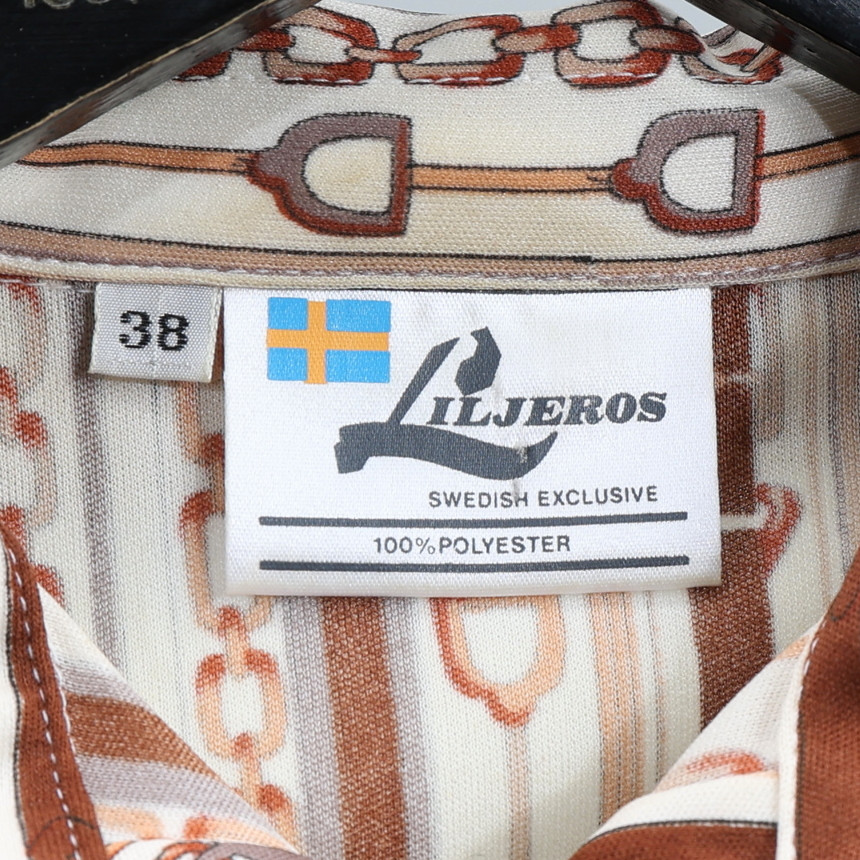 38
LILJEROS
SWEDISH EXCLUSIVE
100% POLYESTER